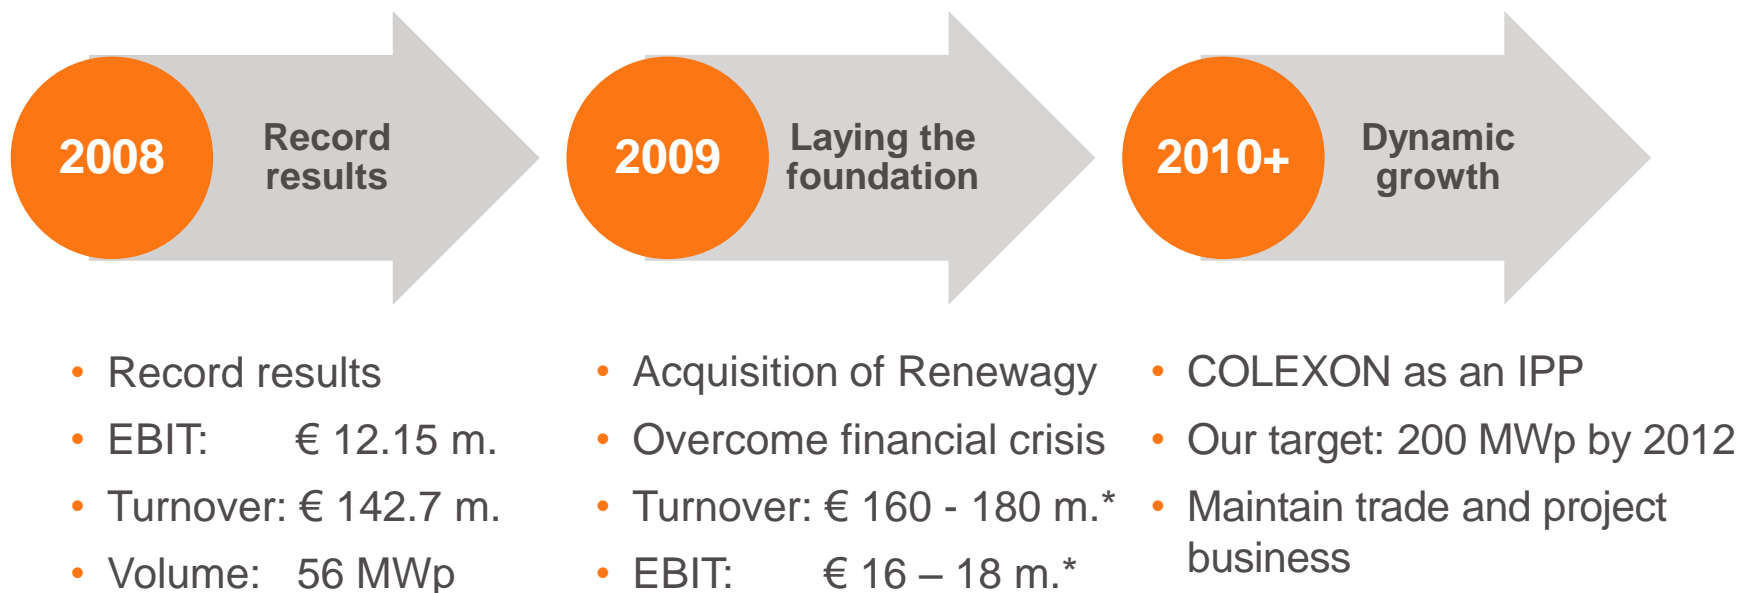 2008
Record
results
2009
Laying the
foundation
2010+
Dynamic
growth
• Record results
• EBIT: € 12.15 m.
• Turnover: € 142.7 m.
• Volume: 56 MWp
• Acquisition of Renewagy
• Overcome financial crisis
• Turnover: € 160 - 180 m.*
• EBIT: € 16 – 18 m.*
• COLEXON as an IPP
• Our target: 200 MWp by 2012
• Maintain trade and project
business